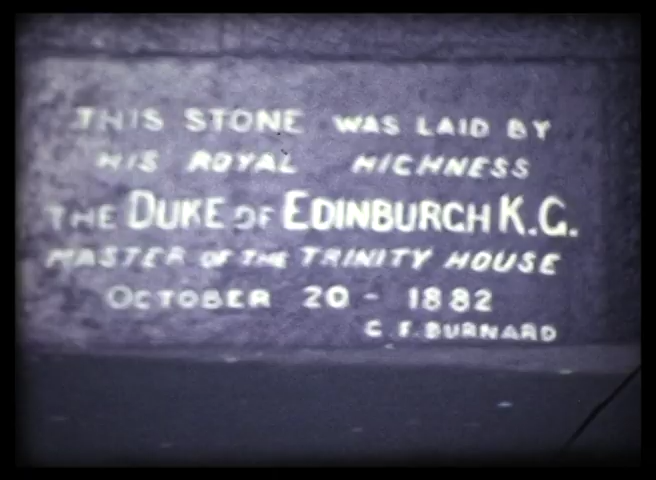 THIS STONE WAS LAID BY
HIS ROYAL HIGHNESS
THE DUKE OF EDINBURGH K.G.
MASTER OF THE TRINITY HOUSE
OCTOBER 20 - 1882
C. F. BURNARD